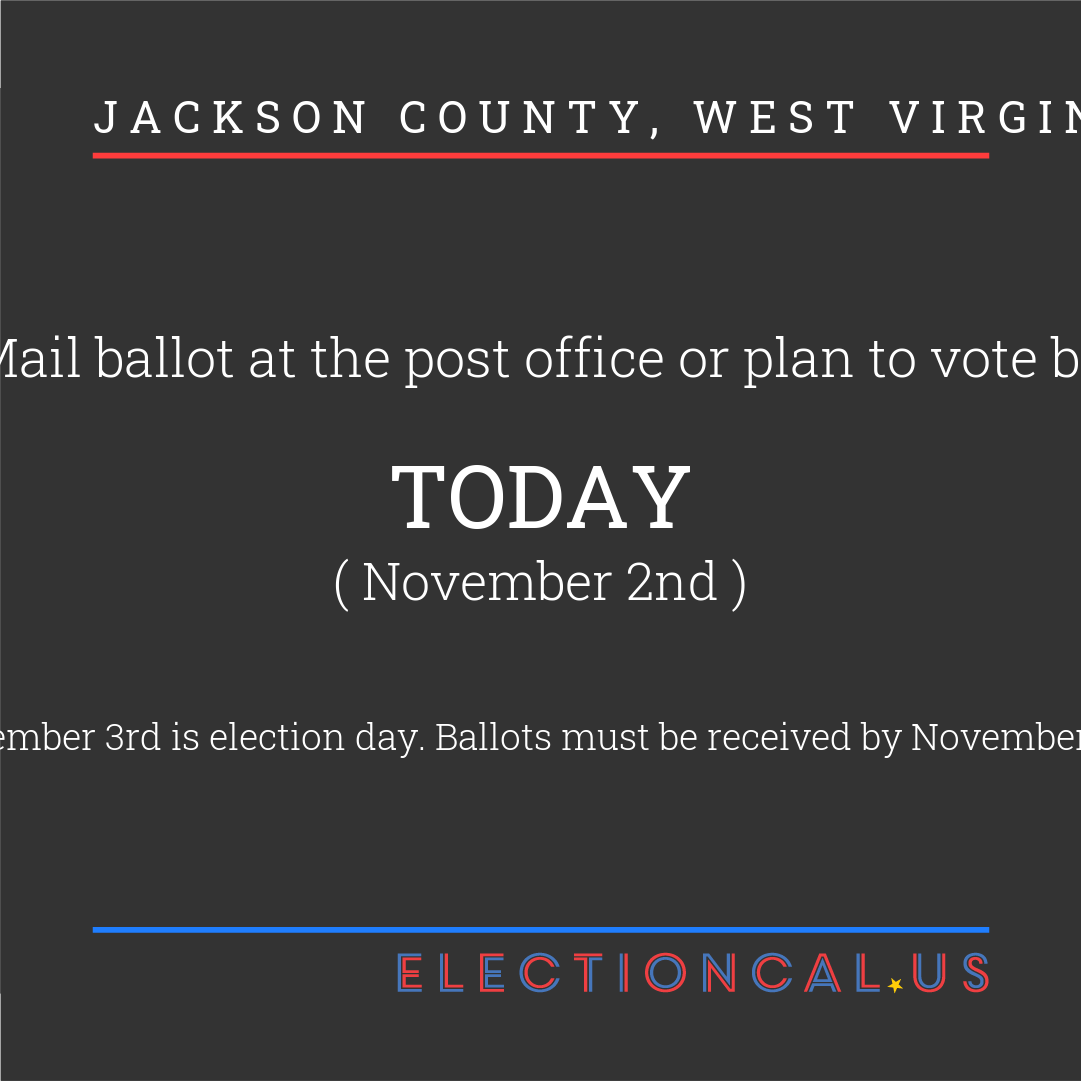 JACKSON COUNTY, WEST VIRGIN
Mail ballot at the post office or plan to vote b
TODAY
( November 2nd )
ember 3rd is election day. Ballots must be received by November
ELECTIONCAL.US